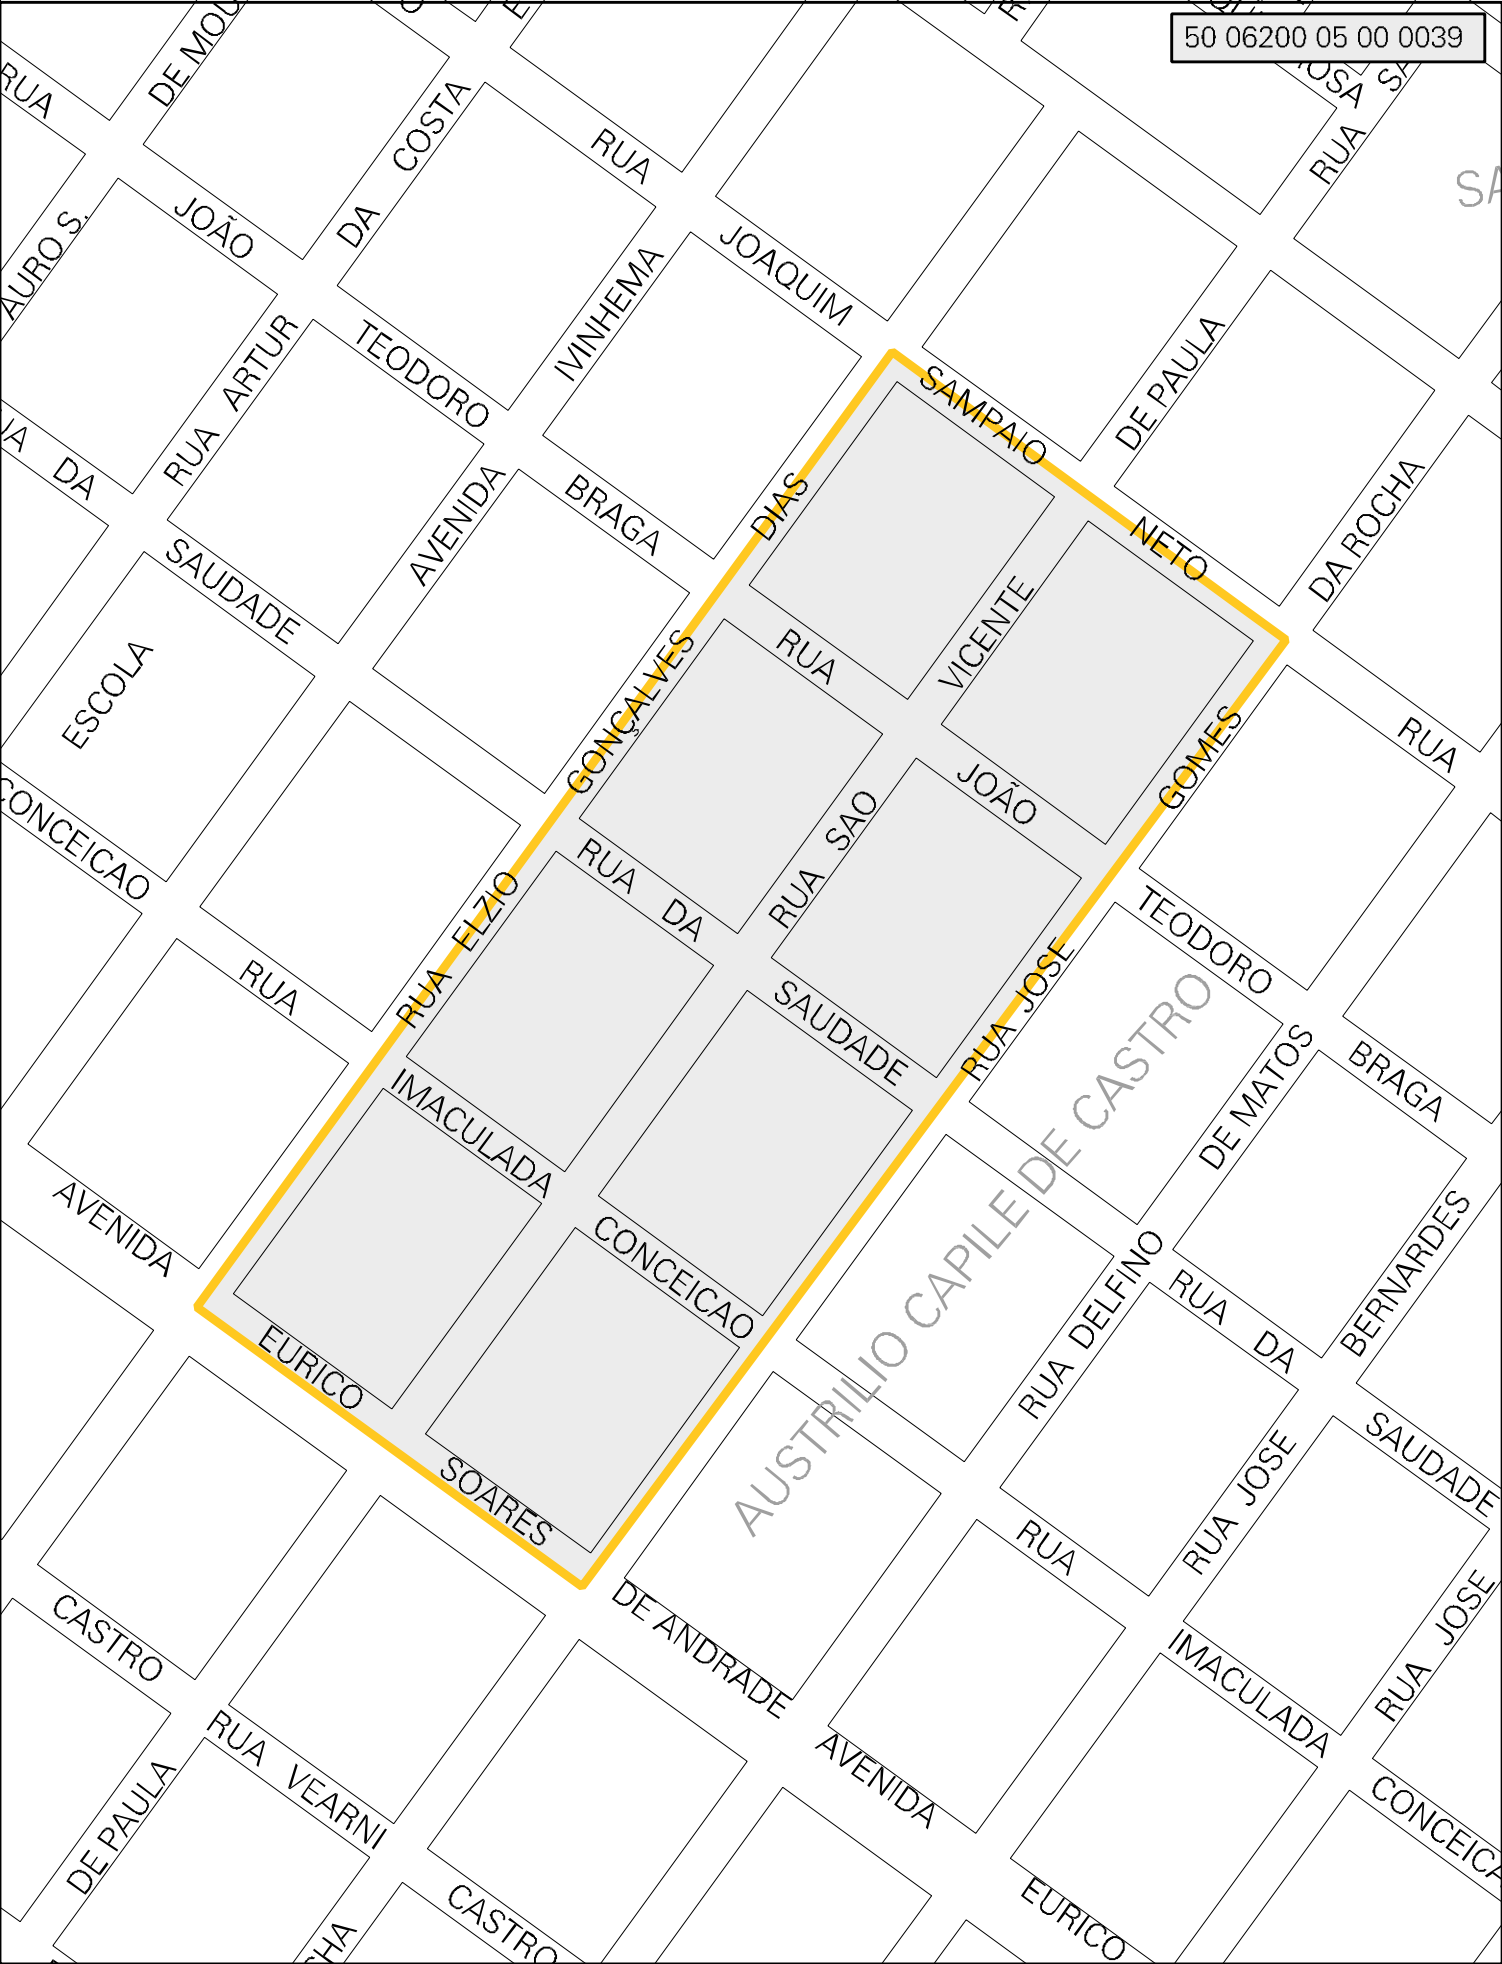 50 06200 05 00 0039
DE MOU
RUA
COSTA
DA
RUA
RUA
OSA
SA
JOÃO
AURO S.
JOAQUIM
IVINHEMA
TEODORO
RUA ARTUR
DE PAULA
SAMPAIO
DA
BRAGA
AVENIDA
DIAS
NETO
DA ROCHA
SAUDADE
VICENTE
RUA
ESCOLA
GONÇALVES
GOMES
RUA
JOÃO
CONCEICAO
RUA DA
RUA SAO
RUA ELZIO
TEODORO
RUA
SAUDADE
RUA JOSE
AUSTRILIO CAPILE DE CASTRO
DE MATOS
BRAGA
IMACULADA
AVENIDA
CONCEICAO
RUA DELFINO
RUA DA
BERNARDES
EURICO
SOARES
SAUDADE
RUA JOSE
RUA
DE ANDRADE
RUA JOSE
CASTRO
IMACULADA
RUA VEARNI
AVENIDA
DE PAULA
CONCEICA
CASTRO
EURICO
HA